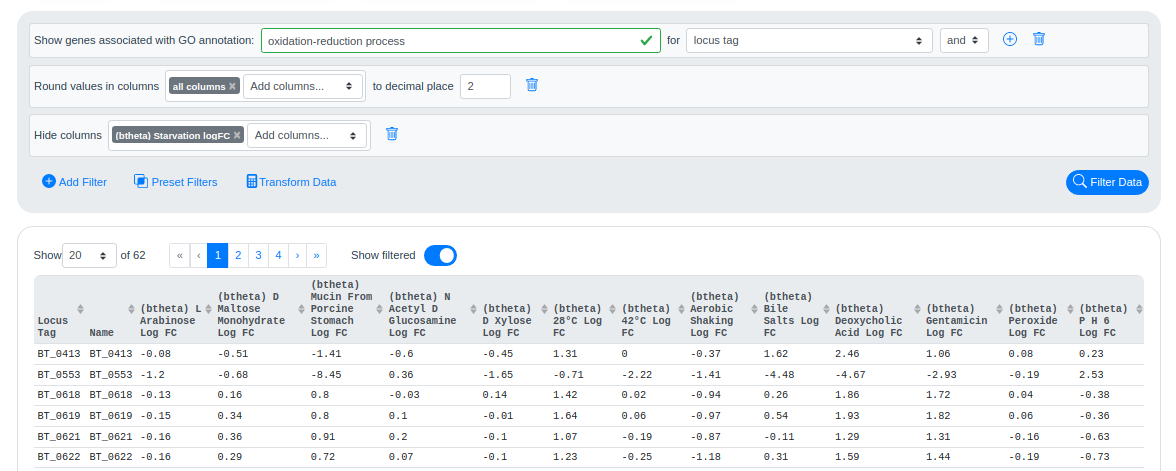 Show genes associated with GO annotation: oxidation-reduction process for locus tag and
Round values in columns all columns × Add columns... to decimal place 2
Hide columns (btheta) Starvation logFC × Add columns...
Add Filter Preset Filters Transform Data Filter Data
Show 20 of 62 « ‹ 1 2 3 4 › » Show filtered
Locus Tag Name (btheta) L Arabinose Log FC (btheta) D Maltose Monohydrate Log FC (btheta) Mucin From Porcine Stomach Log FC (btheta) N Acetyl D Glucosamine Log FC (btheta) D Xylose Log FC (btheta) 28°C Log FC (btheta) 42°C Log FC (btheta) Aerobic Shaking Log FC (btheta) Bile Salts Log FC (btheta) Deoxycholic Acid Log FC (btheta) Gentamicin Log FC (btheta) Peroxide Log FC (btheta) P H 6 Log FC
BT_0413 BT_0413 -0.08 -0.51 -1.41 -0.6 -0.45 1.31 0 -0.37 1.62 2.46 1.06 0.08 0.23
BT_0553 BT_0553 -1.2 -0.68 -8.45 0.36 -1.65 -0.71 -2.22 -1.41 -4.48 -4.67 -2.93 -0.19 2.53
BT_0618 BT_0618 -0.13 0.16 0.8 -0.03 0.14 1.42 0.02 -0.94 0.26 1.86 1.72 0.04 -0.38
BT_0619 BT_0619 -0.15 0.34 0.8 0.1 -0.01 1.64 0.06 -0.97 0.54 1.93 1.82 0.06 -0.36
BT_0621 BT_0621 -0.16 0.36 0.91 0.2 -0.1 1.07 -0.19 -0.87 -0.11 1.29 1.31 -0.16 -0.63
BT_0622 BT_0622 -0.16 0.29 0.72 0.07 -0.1 1.23 -0.25 -1.18 0.31 1.59 1.44 -0.19 -0.73